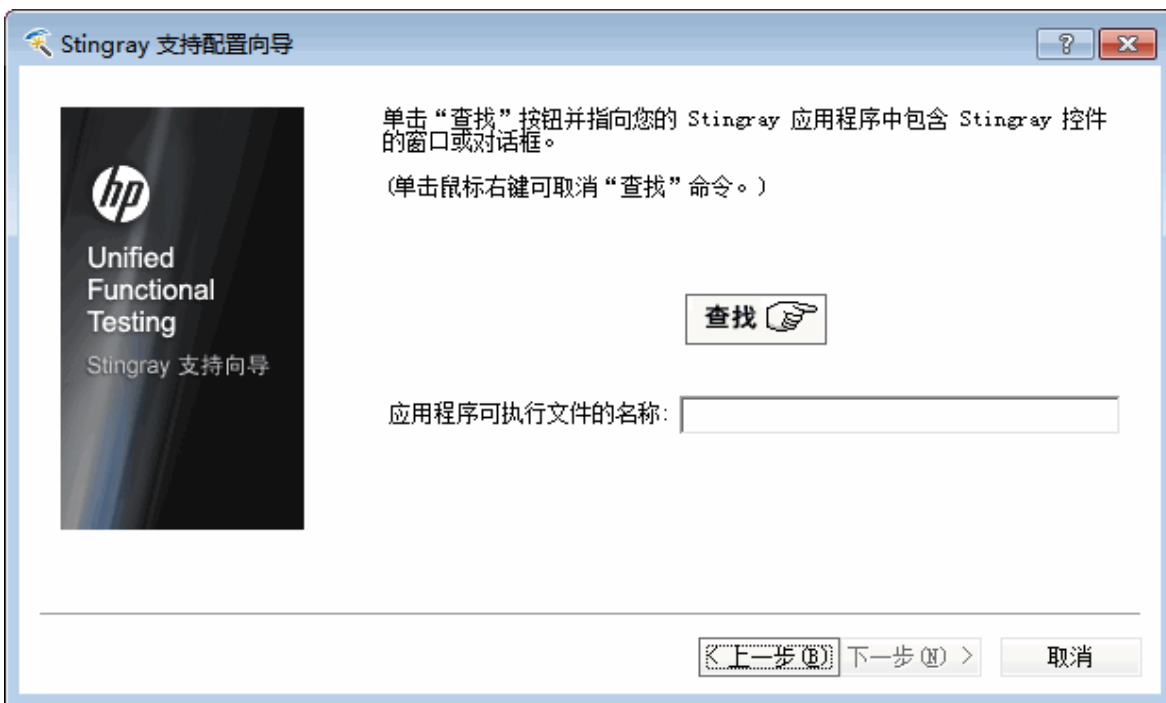 Stingray 支持配置向导
单击“查找”按钮并指向您的 Stingray 应用程序中包含 Stingray 控件
的窗口或对话框。
(单击鼠标右键可取消“查找”命令。)
hp
Unified
Functional
Testing
Stingray 支持向导
查找
应用程序可执行文件的名称:
< 上一步(B) 下一步(N) > 取消